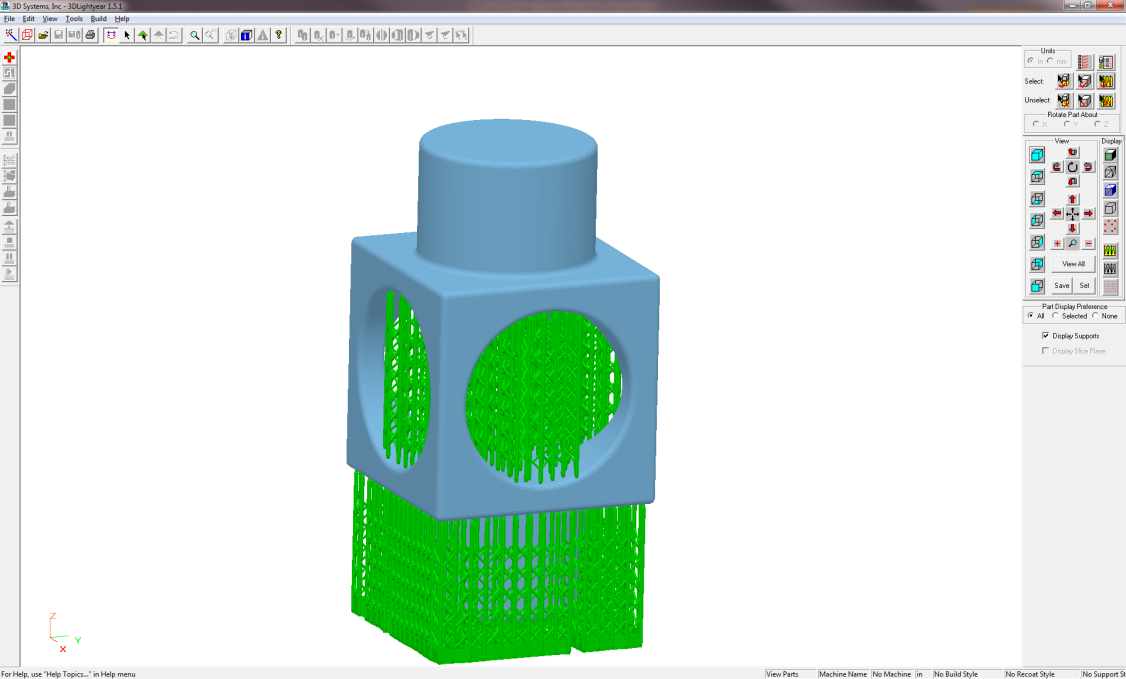 3D Systems, Inc - 3DLightyear 1.5.1
File Edit View Tools Build Help
Units
in mm
Select:
Unselect:
Rotate Part About
X Y Z
View Display
View All
Save Set
Part Display Preference
All Selected None
Display Supports
Display Slice Plane
Z
Y
X
For Help, use "Help Topics..." in Help menu View Parts Machine Name No Machine in No Build Style No Recoat Style No Support St